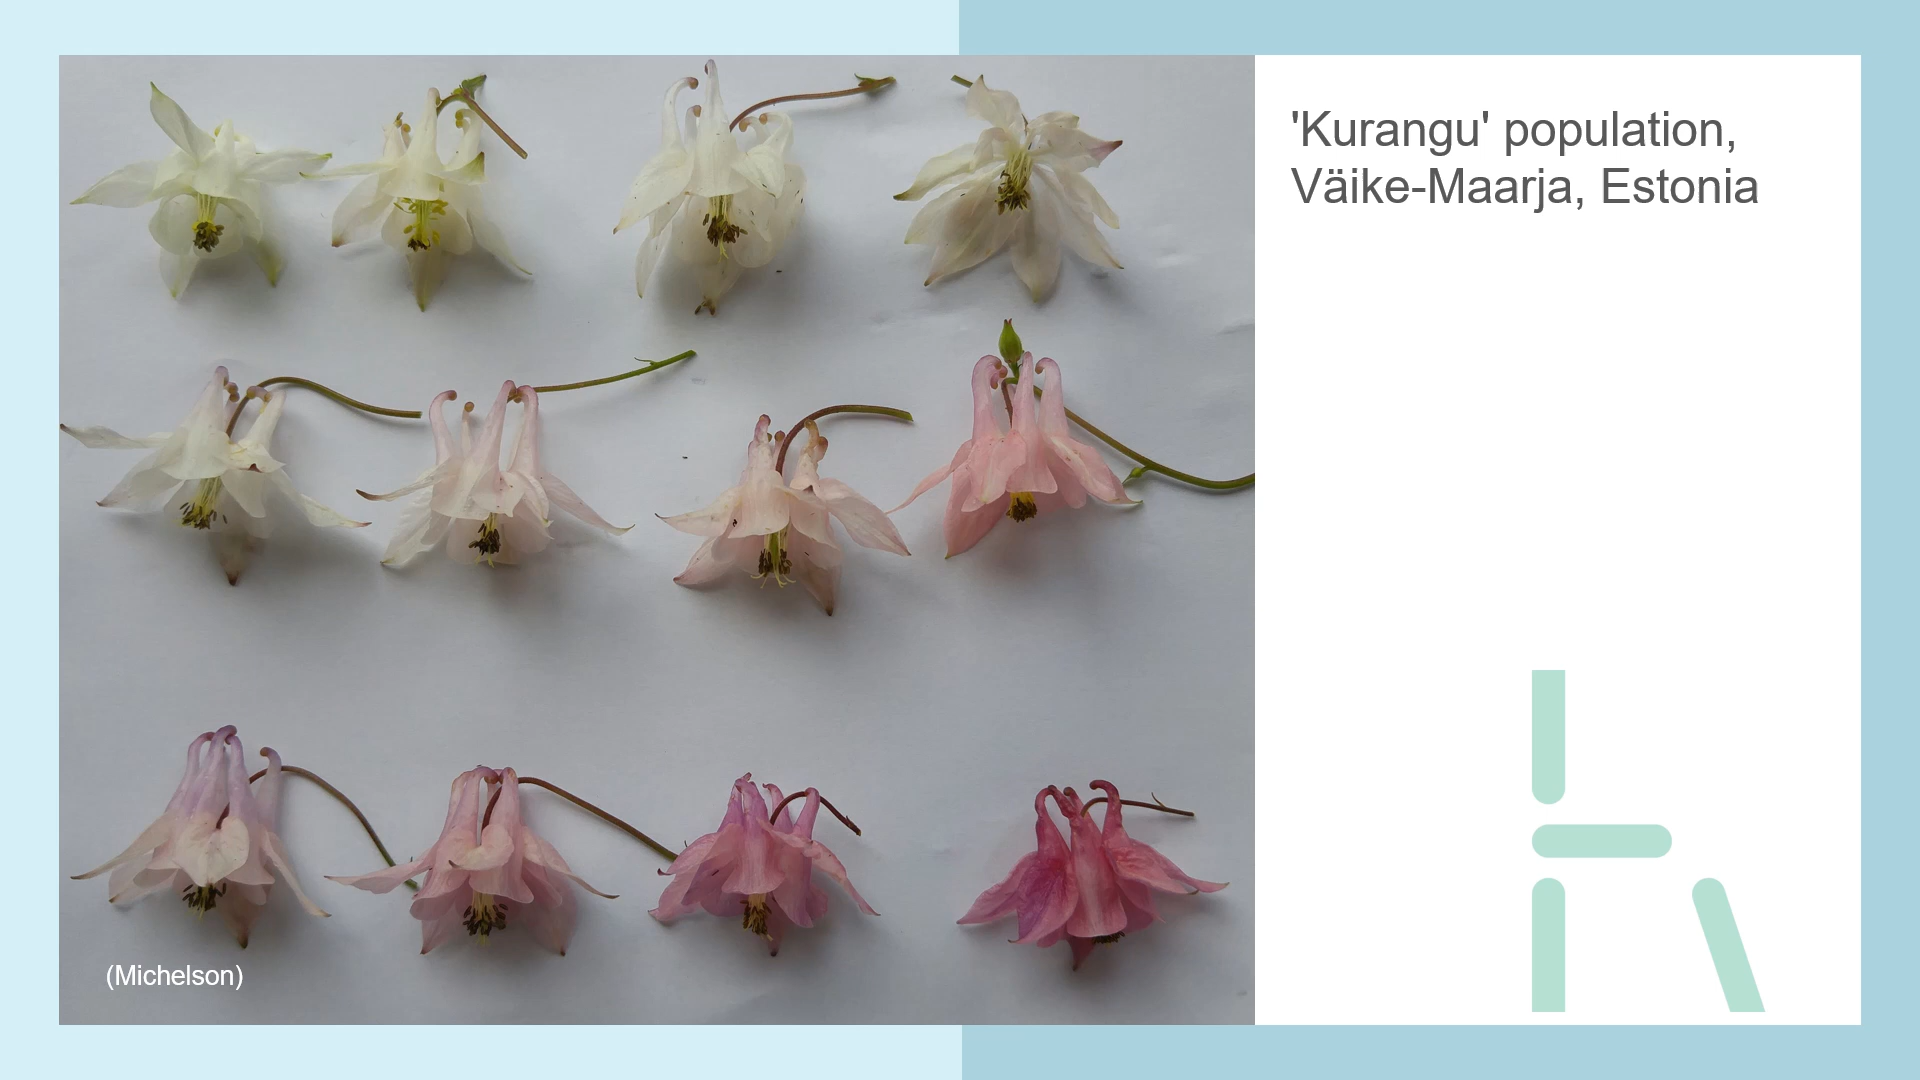 'Kurangu' population,
Väike-Maarja, Estonia
(Michelson)